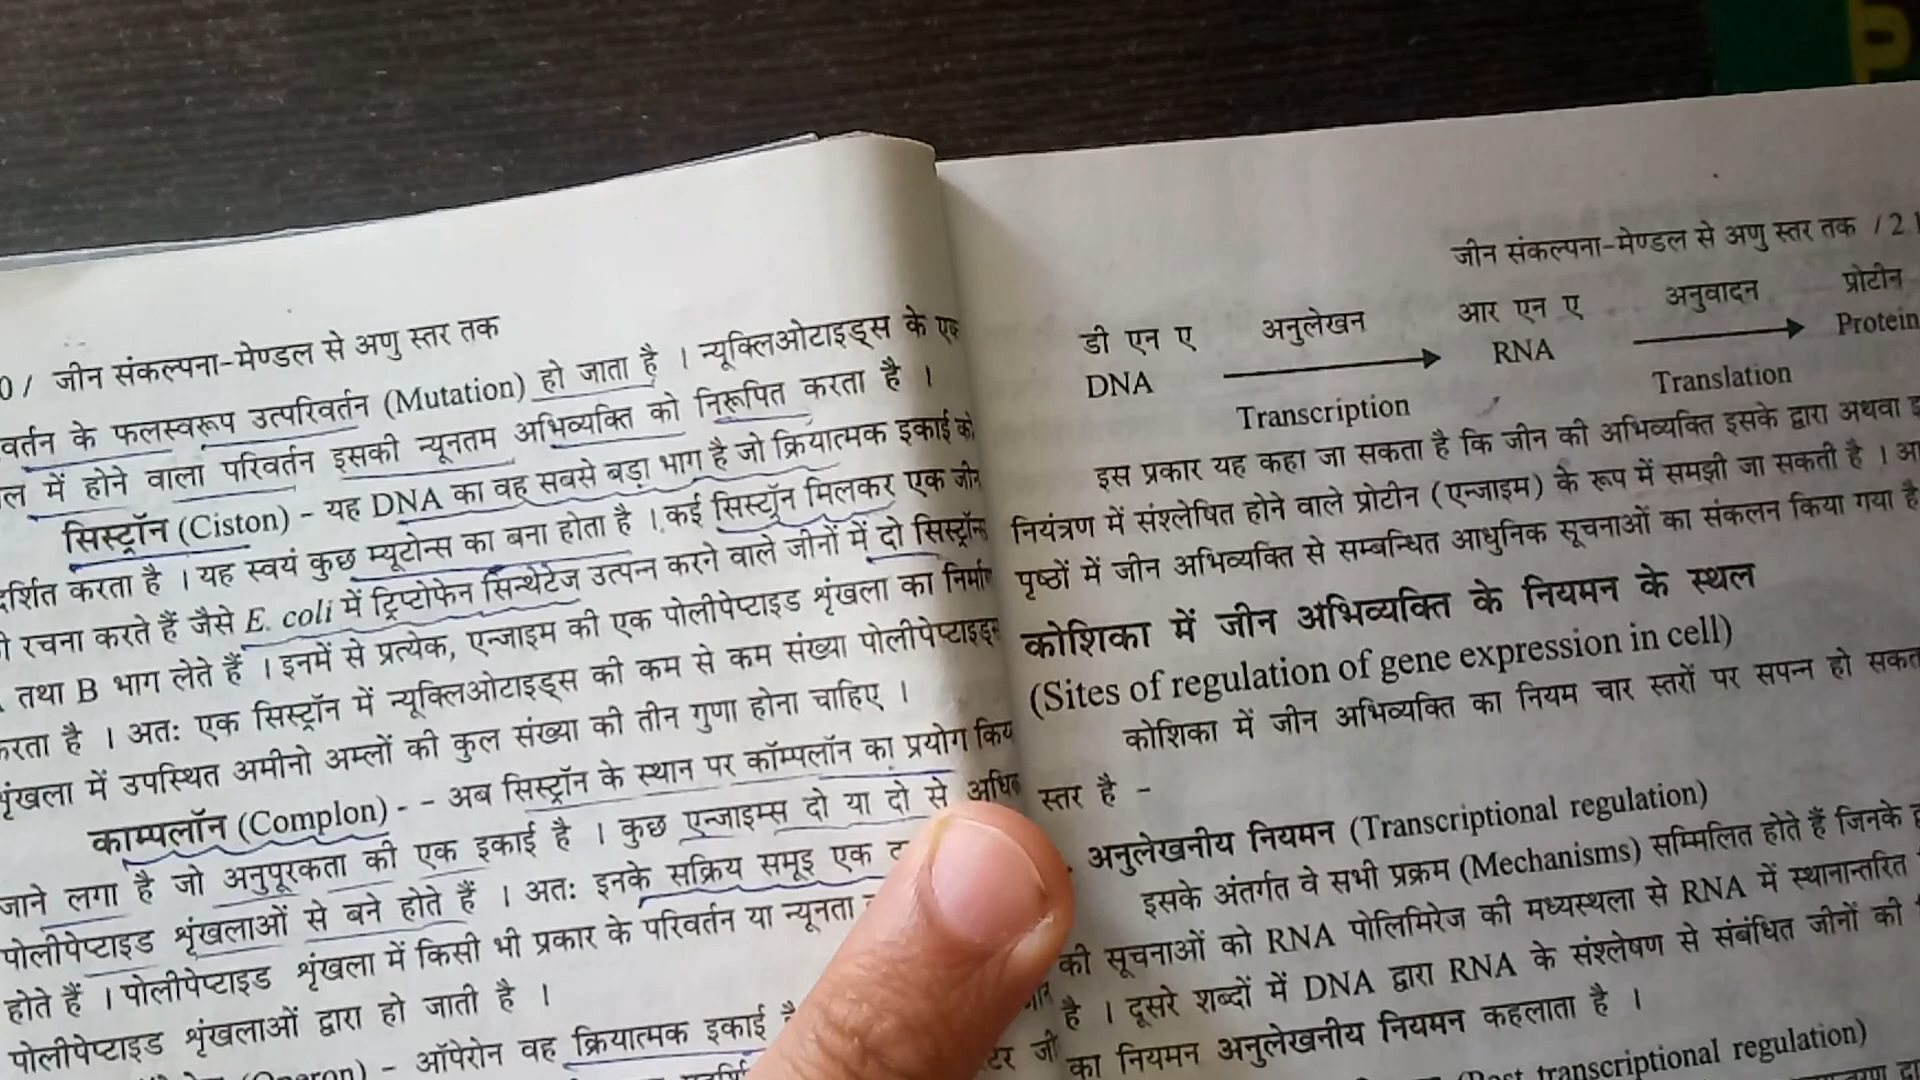 जीन संकल्पना-मेण्डल से अणु स्तर तक
के फलस्वरूप उत्परिवर्तन (Mutation) हो जाता है । न्यूक्लिओटाइड्स के एक
में होने वाला परिवर्तन इसकी न्यूनतम अभिव्यक्ति को निरूपित करता है ।
सिस्ट्रॉन (Ciston) - यह DNA का वह सबसे बड़ा भाग है जो क्रियात्मक इकाई को
करता है । यह स्वयं कुछ म्यूटोन्स का बना होता है । कई सिस्ट्रॉन मिलकर एक जीन
रचना करते हैं जैसे E. coli में ट्रिप्टोफेन सिन्थेटेज उत्पन्न करने वाले जीनों में दो सिस्ट्रॉन्स
तथा B भाग लेते हैं । इनमें से प्रत्येक, एन्जाइम की एक पोलीपेप्टाइड शृंखला का निर्माण
करता है । अतः एक सिस्ट्रॉन में न्यूक्लिओटाइड्स की कम से कम संख्या पोलीपेप्टाइड्स
शृंखला में उपस्थित अमीनो अम्लों की कुल संख्या की तीन गुणा होना चाहिए ।
काम्पलॉन (Complon) - - अब सिस्ट्रॉन के स्थान पर कॉम्पलॉन का प्रयोग
जाने लगा है जो अनुपूरकता की एक इकाई है । कुछ एन्जाइम्स दो या दो से अधिक
पोलीपेप्टाइड शृंखलाओं से बने होते हैं । अतः इनके सक्रिय समूह एक
होते हैं । पोलीपेप्टाइड शृंखला में किसी भी प्रकार के परिवर्तन या न्यूनता
पोलीपेप्टाइड शृंखलाओं द्वारा हो जाती है ।
- ऑपेरोन वह क्रियात्मक इकाई
जीन संकल्पना-मेण्डल से अणु स्तर तक / 2.
डी एन ए अनुलेखन आर एन ए अनुवादन प्रोटीन
DNA Transcription RNA Translation Protein
इस प्रकार यह कहा जा सकता है कि जीन की अभिव्यक्ति इसके द्वारा अथवा
नियंत्रण में संश्लेषित होने वाले प्रोटीन (एन्जाइम) के रूप में समझी जा सकती है ।
पृष्ठों में जीन अभिव्यक्ति से सम्बन्धित आधुनिक सूचनाओं का संकलन किया गया है
कोशिका में जीन अभिव्यक्ति के नियमन के स्थल
(Sites of regulation of gene expression in cell)
कोशिका में जीन अभिव्यक्ति का नियम चार स्तरों पर सपन्न हो
स्तर है -
अनुलेखनीय नियमन (Transcriptional regulation)
इसके अंतर्गत वे सभी प्रक्रम (Mechanisms) सम्मिलित होते हैं जिनके
की सूचनाओं को RNA पोलिमिरेज की मध्यस्थला से RNA में स्थानान्तरित
है । दूसरे शब्दों में DNA द्वारा RNA के संश्लेषण से संबंधित जीनों की
का नियमन अनुलेखनीय नियमन कहलाता है ।
transcriptional regulation)